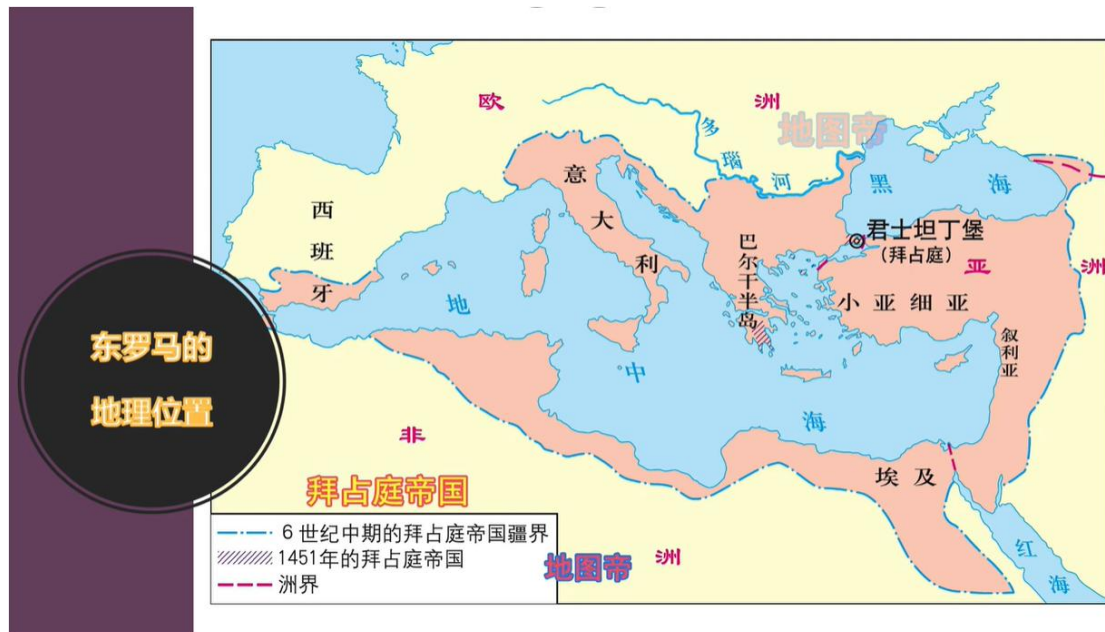 东罗马的
地理位置
欧洲
地图帝
多瑙河
黑海
意大利
西班牙
君士坦丁堡
(拜占庭)
亚洲
巴尔干半岛
小亚细亚
叙利亚
地中海
非洲
埃及
红海
拜占庭帝国
6世纪中期的拜占庭帝国疆界
1451年的拜占庭帝国
洲界
地图帝